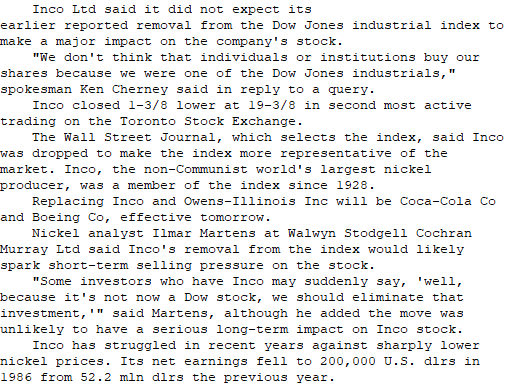 Inco Ltd said it did not expect its
earlier reported removal from the Dow Jones industrial index to
make a major impact on the company's stock.
"We don't think that individuals or institutions buy our
shares because we were one of the Dow Jones industrials,"
spokesman Ken Cherney said in reply to a query.
Inco closed 1-3/8 lower at 19-3/8 in second most active
trading on the Toronto Stock Exchange.
The Wall Street Journal, which selects the index, said Inco
was dropped to make the index more representative of the
market. Inco, the non-Communist world's largest nickel
producer, was a member of the index since 1928.
Replacing Inco and Owens-Illinois Inc will be Coca-Cola Co
and Boeing Co, effective tomorrow.
Nickel analyst Ilmar Martens at Walwyn Stodgell Cochran
Murray Ltd said Inco's removal from the index would likely
spark short-term selling pressure on the stock.
"Some investors who have Inco may suddenly say, 'well,
because it's not now a Dow stock, we should eliminate that
investment,'" said Martens, although he added the move was
unlikely to have a serious long-term impact on Inco stock.
Inco has struggled in recent years against sharply lower
nickel prices. Its net earnings fell to 200,000 U.S. dlrs in
1986 from 52.2 mln dlrs the previous year.